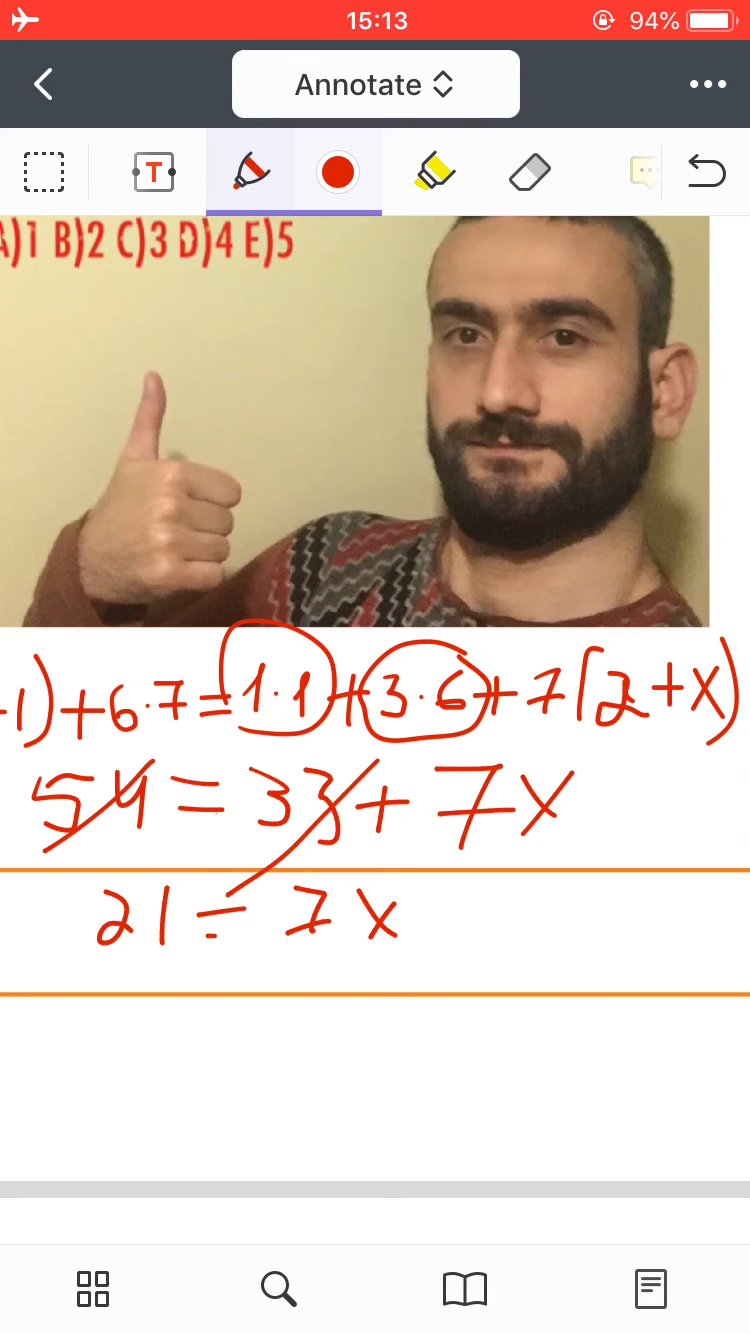 15:13
94%
Annotate
T
A)1 B)2 C)3 D)4 E)5
-1)+6·7=1·1+3·6+7(2+x)
54=33+7x
21=7x